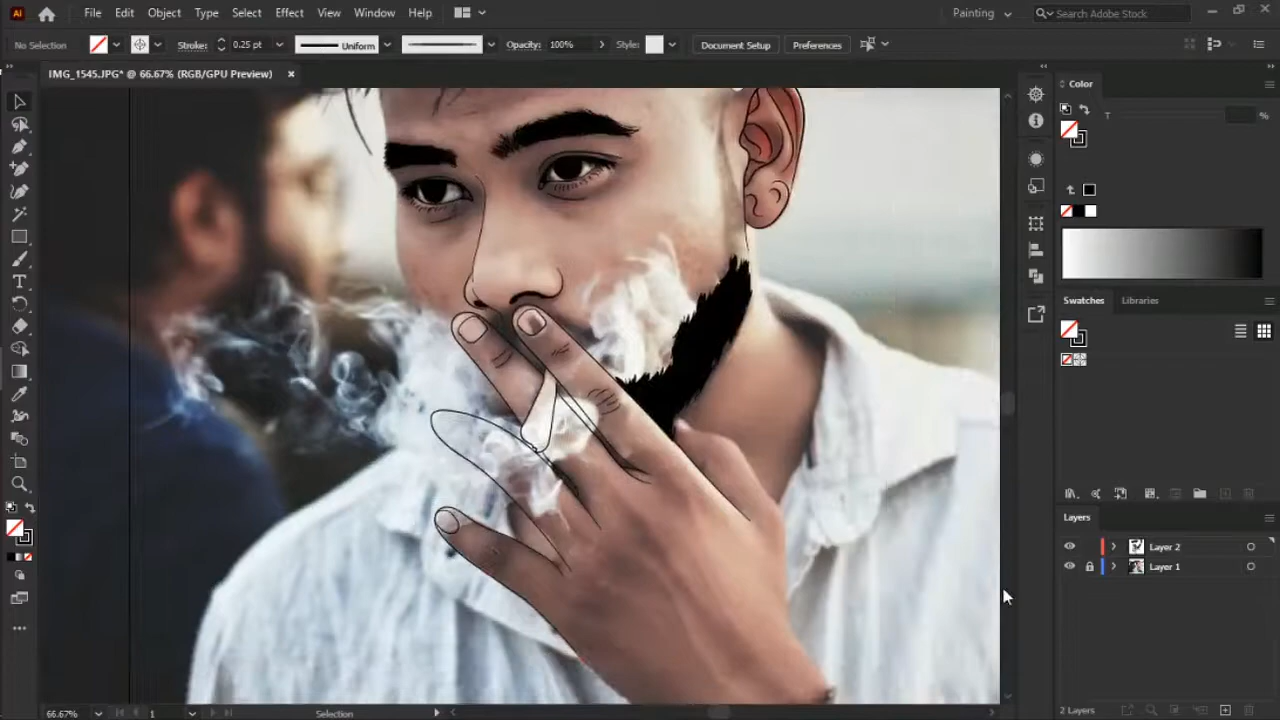 Ai File Edit Object Type Select Effect View Window Help Painting Search Adobe Stock
No Selection Stroke: 0.25 pt Uniform Opacity: 100% Style: Document Setup Preferences
IMG_1545.JPG* @ 66.67% (RGB/GPU Preview)
Color
T %
Swatches Libraries
Layers
Layer 2
Layer 1
66.67% 1 Selection 2 Layers